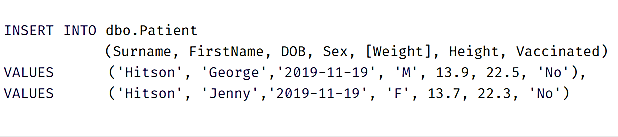 INSERT INTO dbo.Patient
(Surname, FirstName, DOB, Sex, [Weight], Height, Vaccinated)
VALUES ('Hitson', 'George','2019-11-19', 'M', 13.9, 22.5, 'No'),
VALUES ('Hitson', 'Jenny','2019-11-19', 'F', 13.7, 22.3, 'No')